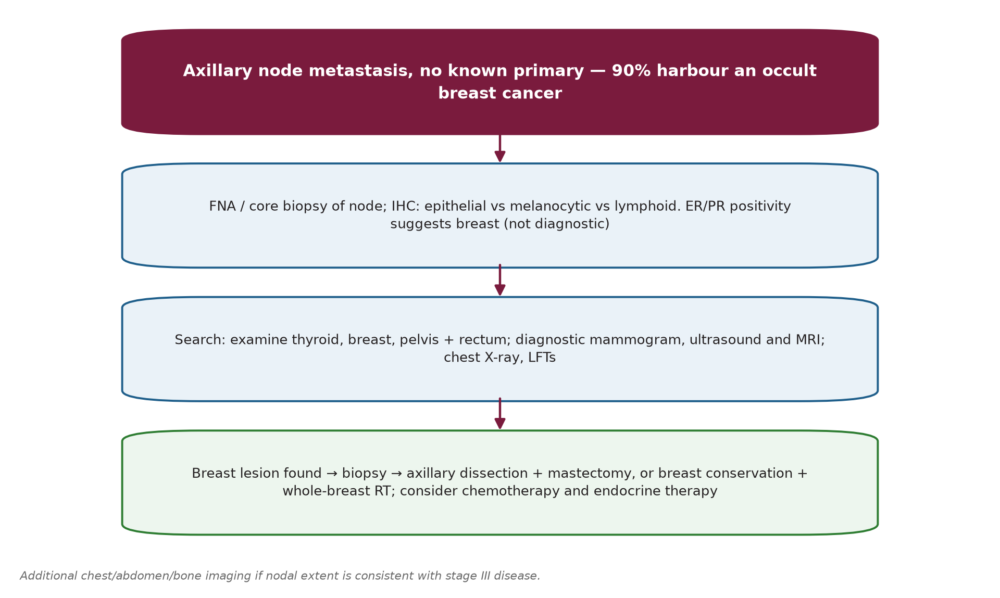 Axillary node metastasis, no known primary — 90% harbour an occult
breast cancer
FNA / core biopsy of node; IHC: epithelial vs melanocytic vs lymphoid. ER/PR positivity
suggests breast (not diagnostic)
Search: examine thyroid, breast, pelvis + rectum; diagnostic mammogram, ultrasound and MRI;
chest X-ray, LFTs
Breast lesion found → biopsy → axillary dissection + mastectomy, or breast conservation +
whole-breast RT; consider chemotherapy and endocrine therapy
Additional chest/abdomen/bone imaging if nodal extent is consistent with stage III disease.